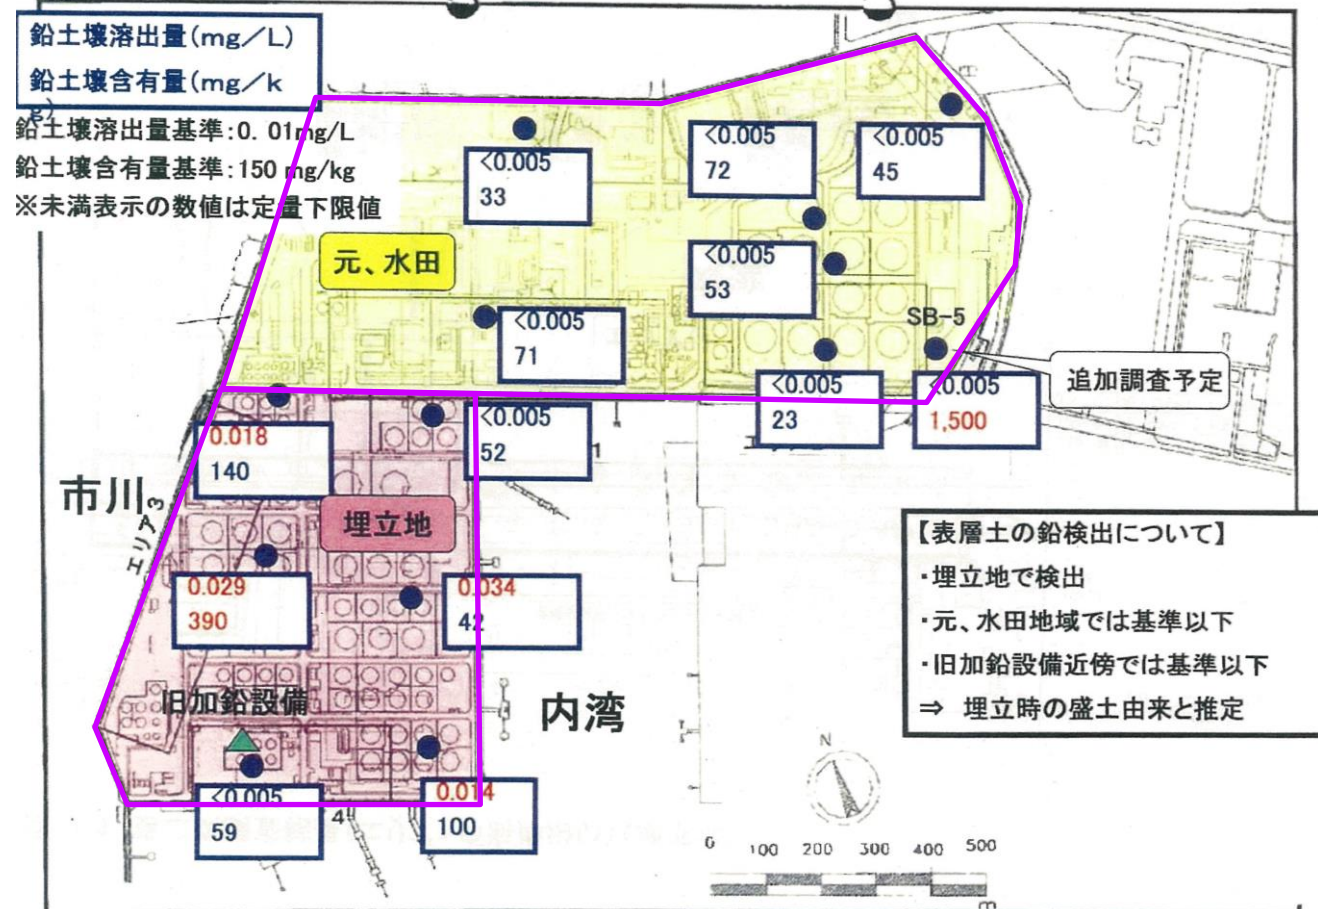 鉛土壌溶出量(mg/L)
鉛土壌含有量(mg/k
g)
鉛土壌溶出量基準:0.01mg/L
鉛土壌含有量基準:150 mg/kg
※未満表示の数値は定量下限値
<0.005
33
<0.005
72
<0.005
45
元、水田
<0.005
53
<0.005
71
SB-5
追加調査予定
<0.005
23
<0.005
1,500
0.018
140
<0.005
52
1
市川
エリア3
埋立地
【表層土の鉛検出について】
・埋立地で検出
・元、水田地域では基準以下
・旧加鉛設備近傍では基準以下
⇒ 埋立時の盛土由来と推定
0.029
390
0.034
42
旧加鉛設備
内湾
N
<0.005
59
4
0.014
100
0 100 200 300 400 500
m